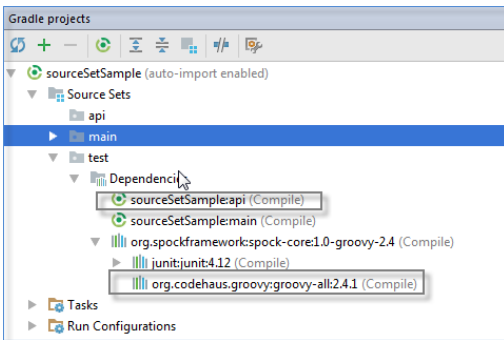 Gradle projects
sourceSetSample (auto-import enabled)
Source Sets
api
main
test
Dependencies
sourceSetSample:api (Compile)
sourceSetSample:main (Compile)
org.spockframework:spock-core:1.0-groovy-2.4 (Compile)
junit:junit:4.12 (Compile)
org.codehaus.groovy:groovy-all:2.4.1 (Compile)
Tasks
Run Configurations